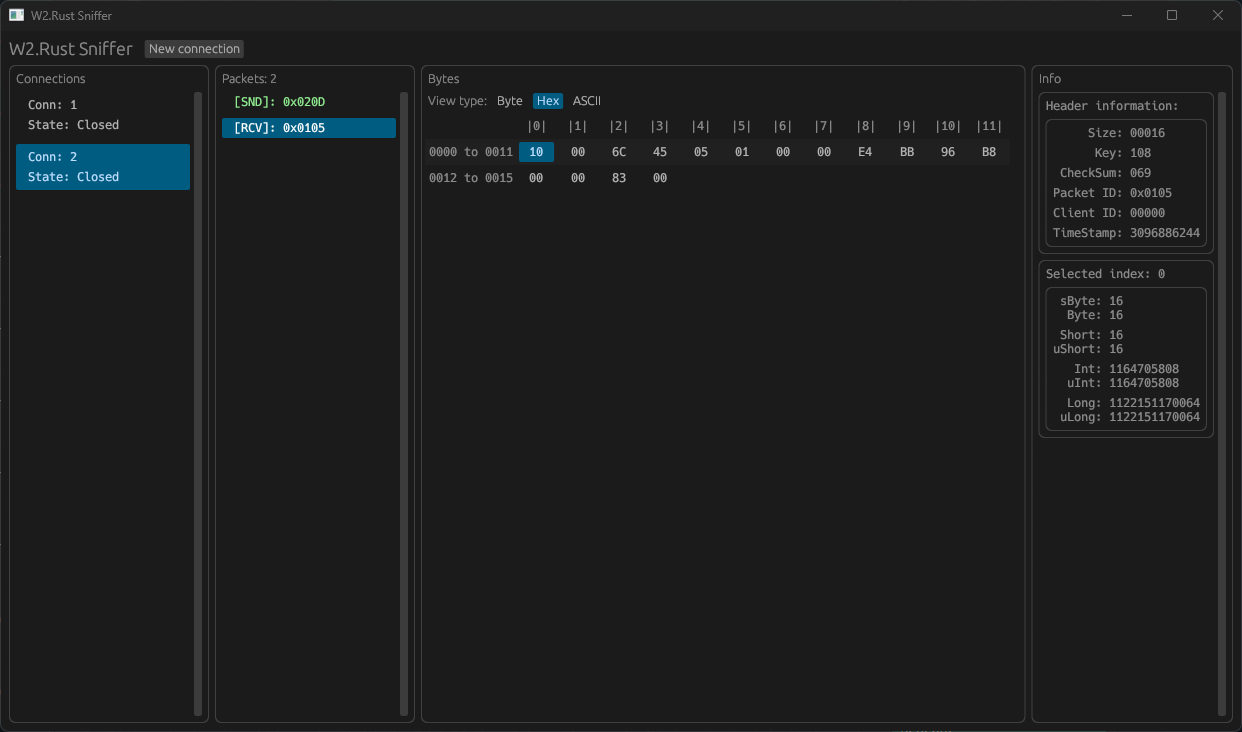 W2.Rust Sniffer
W2.Rust Sniffer New connection
Connections
Conn: 1
State: Closed
Conn: 2
State: Closed
Packets: 2
[SND]: 0x020D
[RCV]: 0x0105
Bytes
View type: Byte Hex ASCII
|0| |1| |2| |3| |4| |5| |6| |7| |8| |9| |10| |11|
0000 to 0011 10 00 6C 45 05 01 00 00 E4 BB 96 B8
0012 to 0015 00 00 83 00
Info
Header information:
Size: 00016
Key: 108
CheckSum: 069
Packet ID: 0x0105
Client ID: 00000
TimeStamp: 3096886244
Selected index: 0
sByte: 16
Byte: 16
Short: 16
uShort: 16
Int: 1164705808
uInt: 1164705808
Long: 1122151170064
uLong: 1122151170064